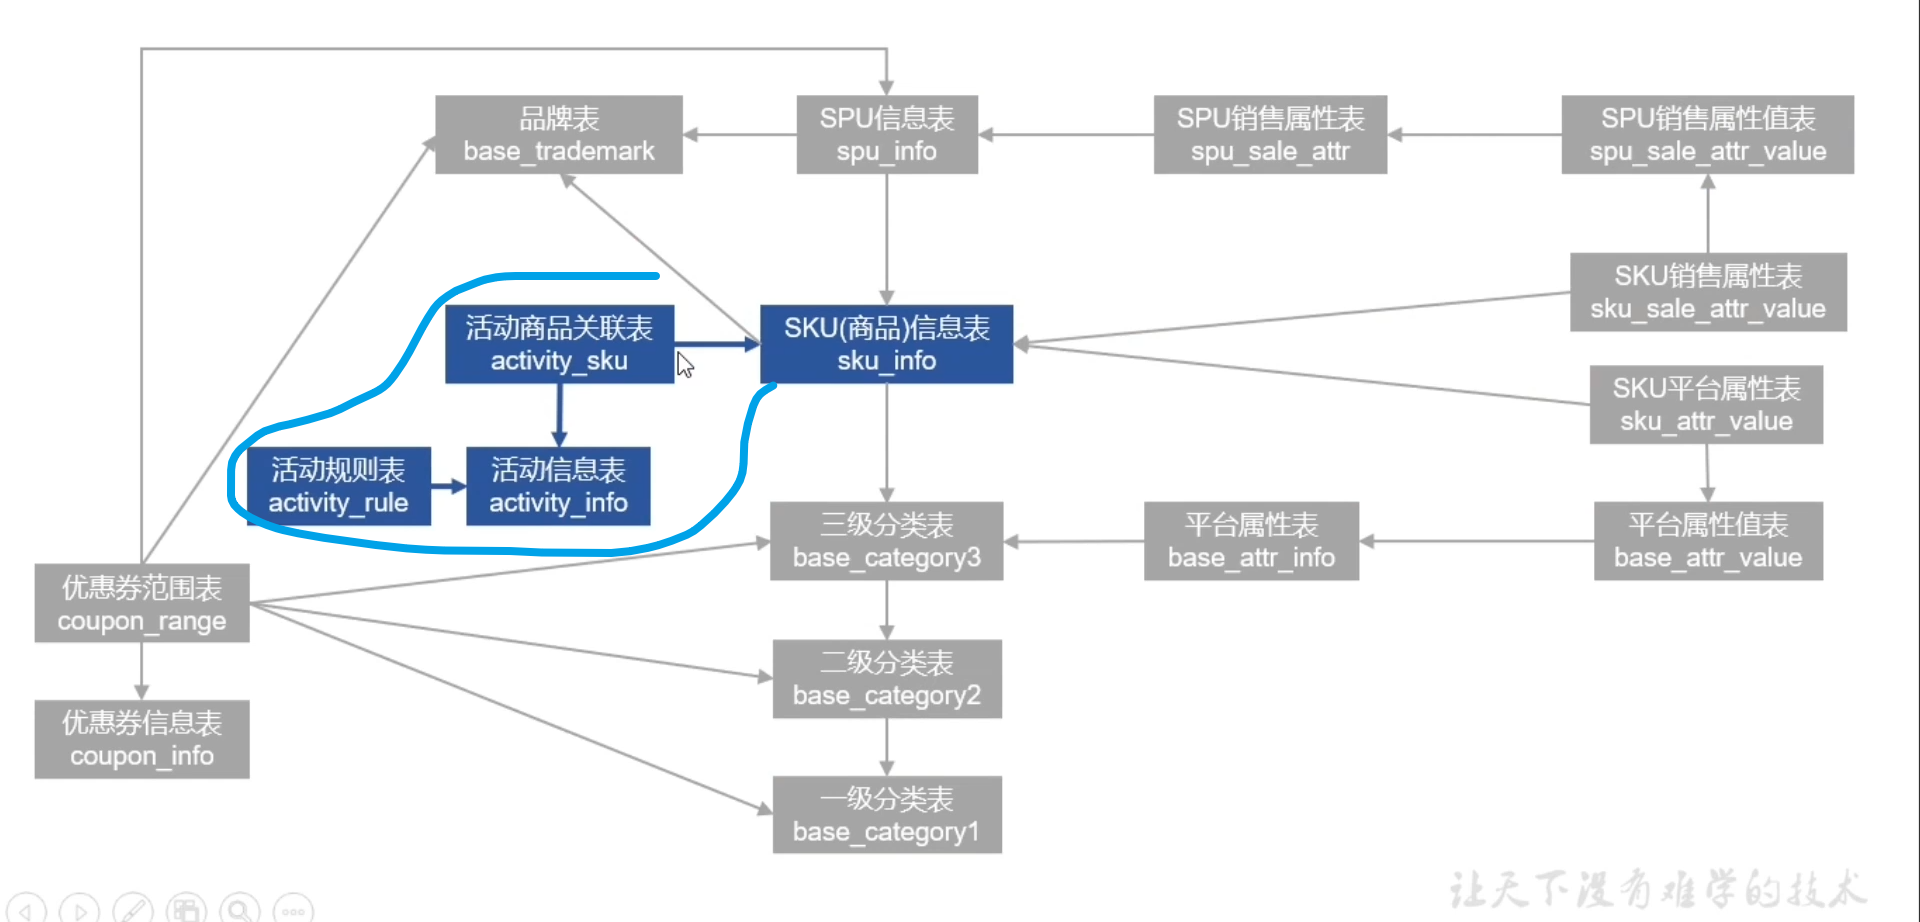 品牌表
base_trademark
SPU信息表
spu_info
SPU销售属性表
spu_sale_attr
SPU销售属性值表
spu_sale_attr_value
SKU销售属性表
sku_sale_attr_value
活动商品关联表
activity_sku
SKU(商品)信息表
sku_info
SKU平台属性表
sku_attr_value
活动规则表
activity_rule
活动信息表
activity_info
三级分类表
base_category3
平台属性表
base_attr_info
平台属性值表
base_attr_value
优惠券范围表
coupon_range
二级分类表
base_category2
优惠券信息表
coupon_info
一级分类表
base_category1
让天下没有难学的技术